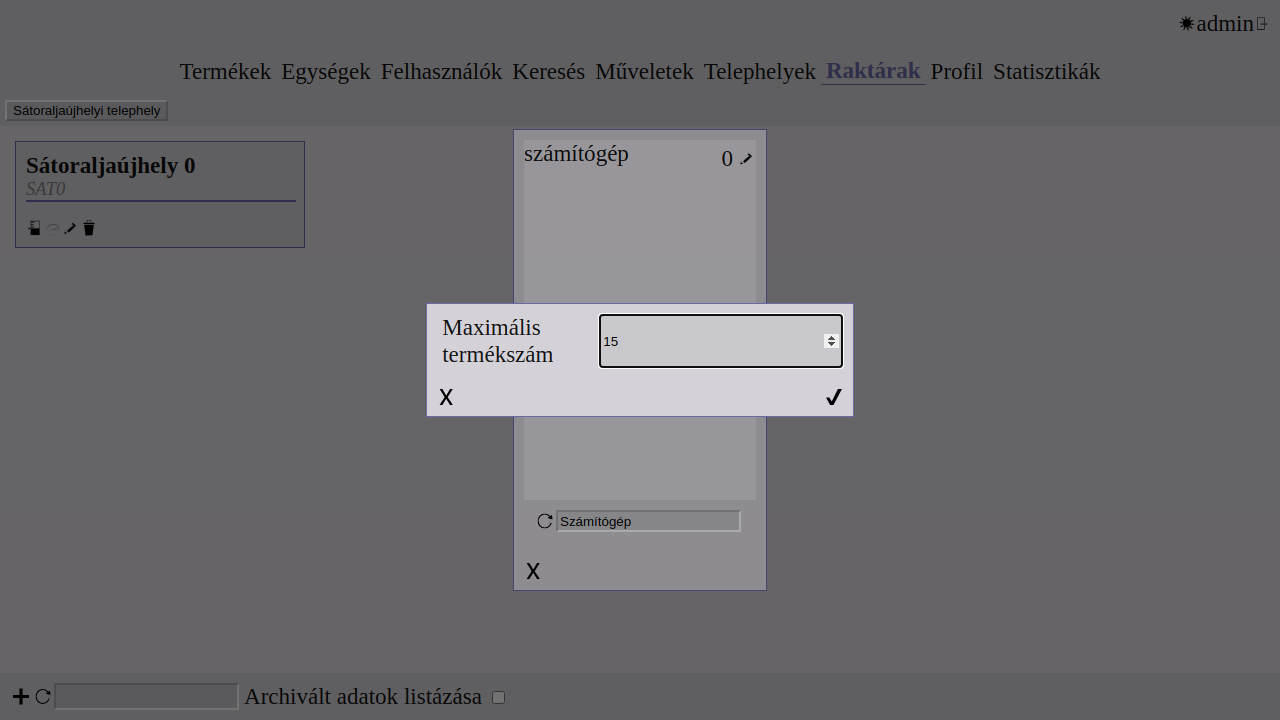 admin
Termékek Egységek Felhasználók Keresés Műveletek Telephelyek Raktárak Profil Statisztikák
Sátoraljaújhelyi telephely
Sátoraljaújhely 0
SAT0
számítógép 0
Maximális
termékszám
15
X
Számítógép
X
Archivált adatok listázása